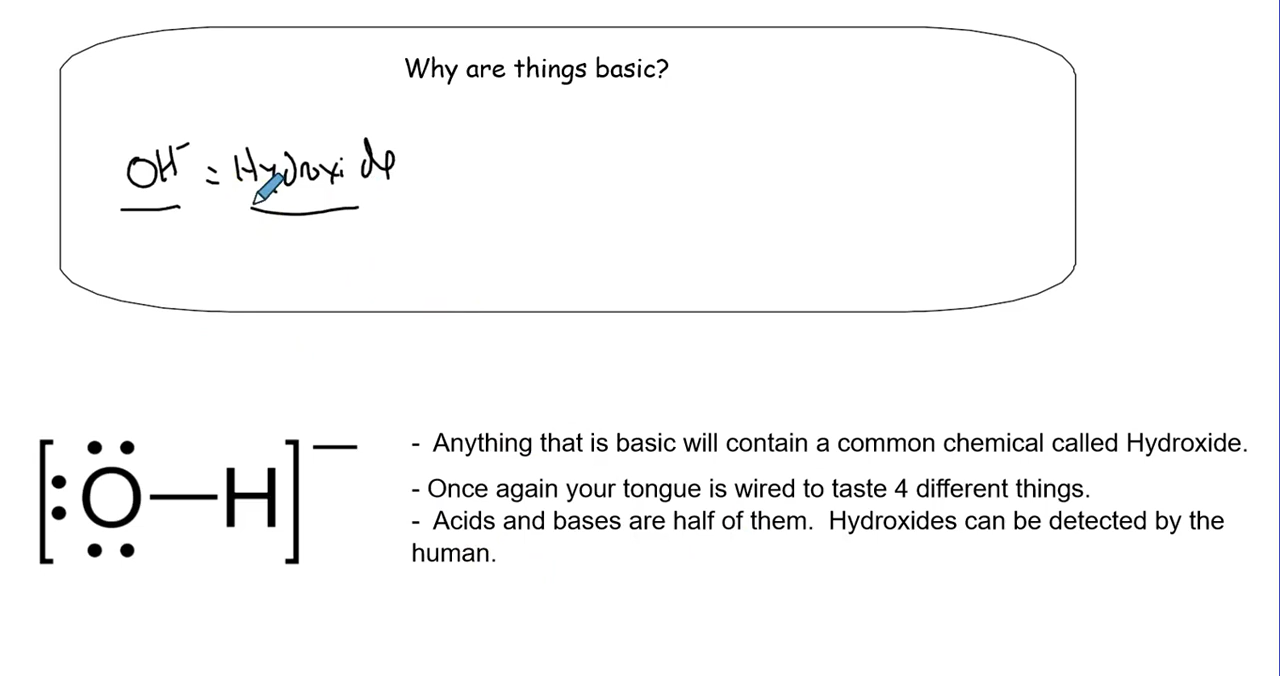 Why are things basic?
OH⁻ = Hydroxide
[:Ö—H]⁻
- Anything that is basic will contain a common chemical called Hydroxide.
- Once again your tongue is wired to taste 4 different things.
- Acids and bases are half of them. Hydroxides can be detected by the
human.